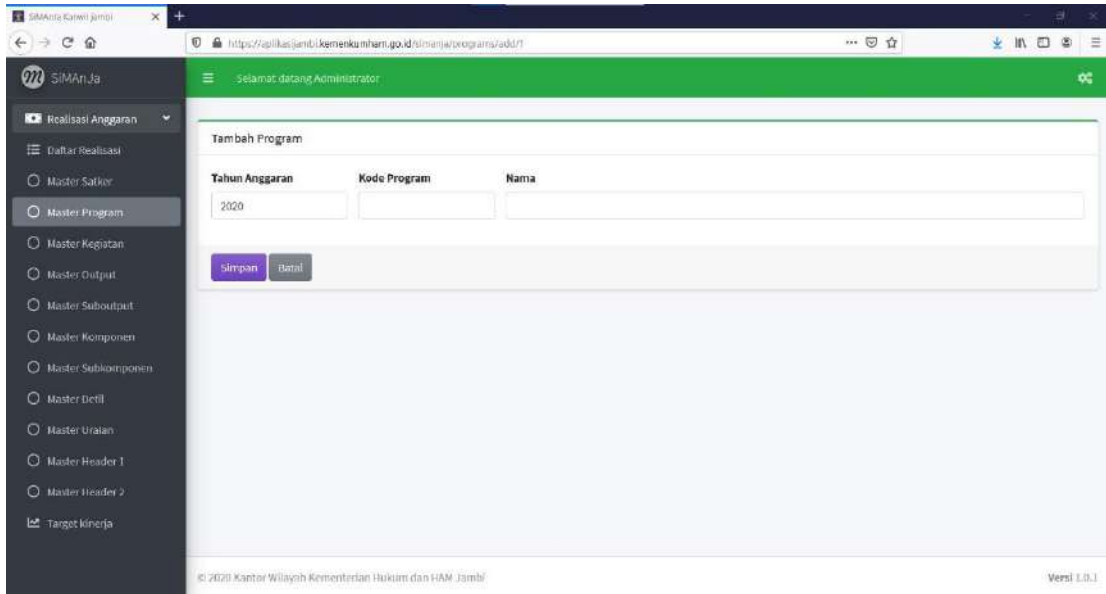 SiMAnJa Kanwil Jambi
https://aplikasijambi.kemenkumham.go.id/simanja/programs/add/1
SiMAnJa
Selamat datang Administrator
Realisasi Anggaran
Daftar Realisasi
Master Satker
Master Program
Master Kegiatan
Master Output
Master Suboutput
Master Komponen
Master Subkomponen
Master Detil
Master Uraian
Master Header 1
Master Header 2
Target kinerja
Tambah Program
Tahun Anggaran Kode Program Nama
2020
Simpan Batal
© 2020 Kantor Wilayah Kementerian Hukum dan HAM Jambi
Versi 1.0.1